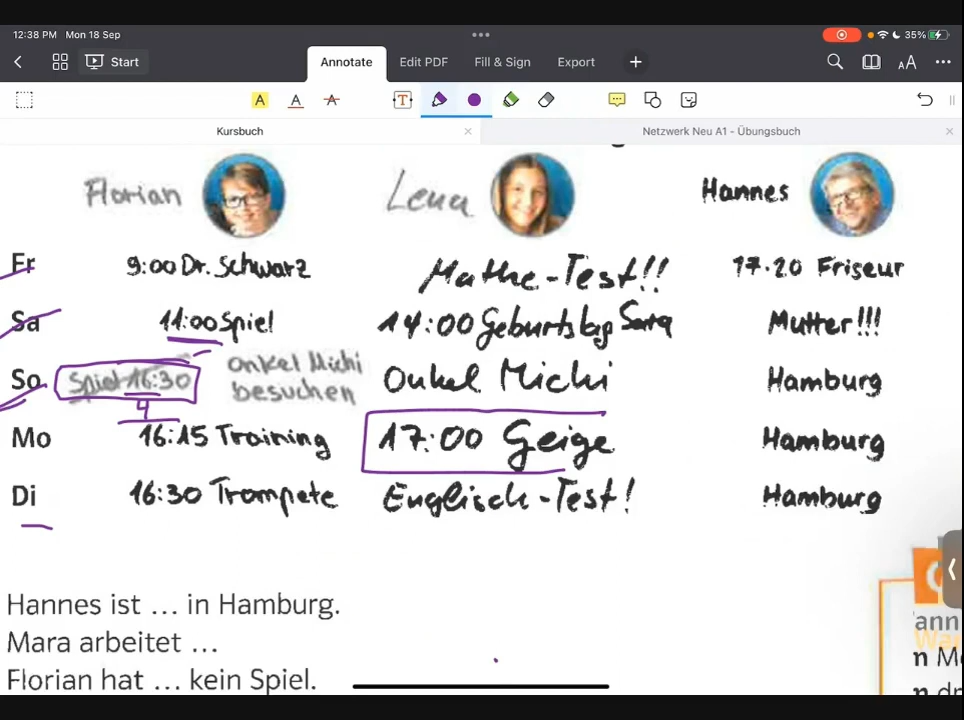 12:38 PM Mon 18 Sep
35%
Start
Annotate
Edit PDF
Fill & Sign
Export
Kursbuch
Netzwerk Neu A1 - Übungsbuch
Florian
Lena
Hannes
Fr 9:00 Dr. Schwarz Mathe-Test!! 17.20 Friseur
Sa 11:00 Spiel 14:00 Geburtstag Sara Mutter!!!
So Spiel 16:30 Onkel Michi besuchen Onkel Michi Hamburg
4
Mo 16:15 Training 17:00 Geige Hamburg
Di 16:30 Trompete Englisch-Test! Hamburg
Hannes ist ... in Hamburg.
Mara arbeitet ...
Florian hat ... kein Spiel.